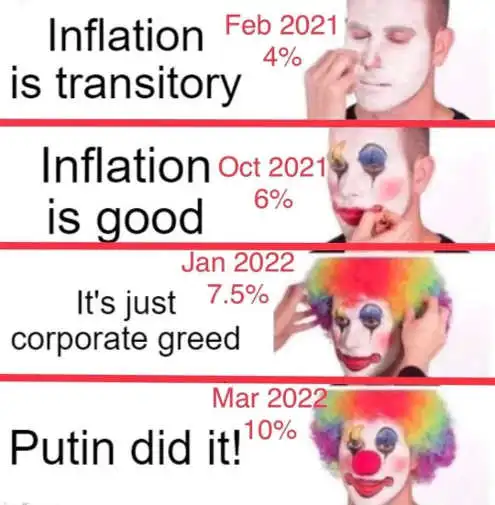 Inflation
is transitory
Feb 2021
4%
Inflation
is good
Oct 2021
6%
It's just
corporate greed
Jan 2022
7.5%
Putin did it!
Mar 2022
10%